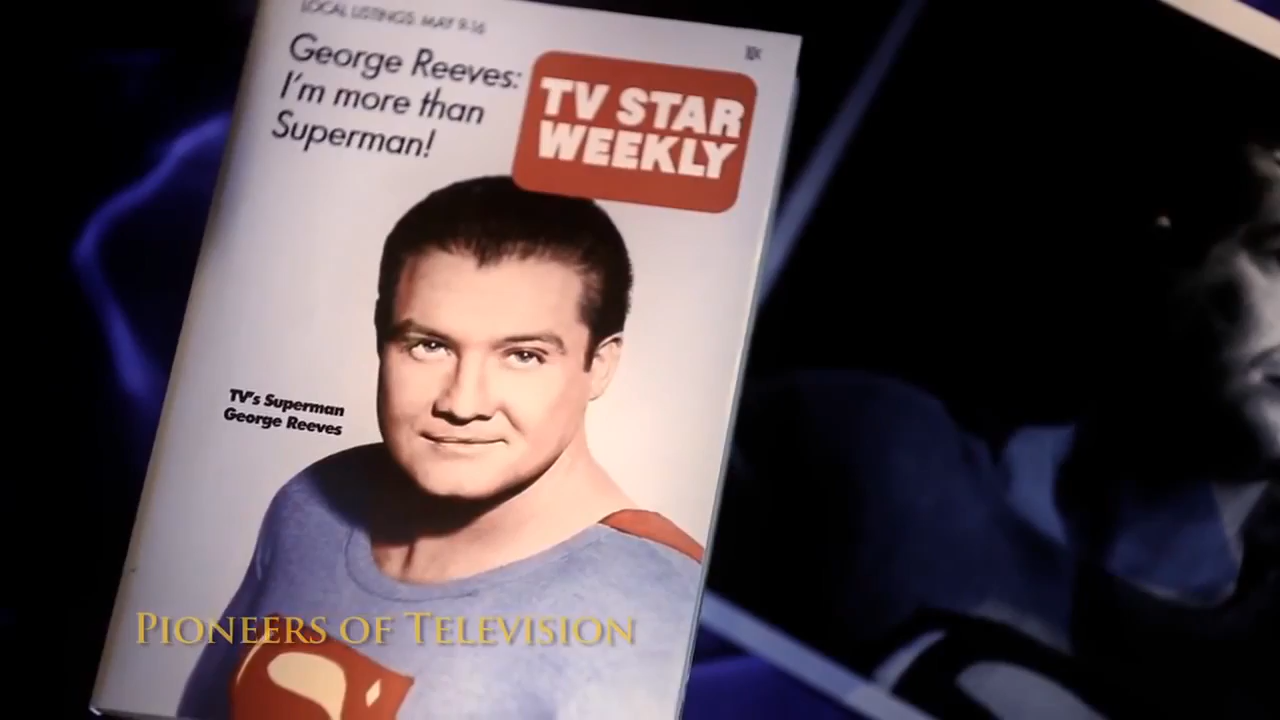 LOCAL LISTINGS MAY 9-16
10¢
George Reeves:
I'm more than
Superman!
TV STAR
WEEKLY
TV's Superman
George Reeves
PIONEERS OF TELEVISION